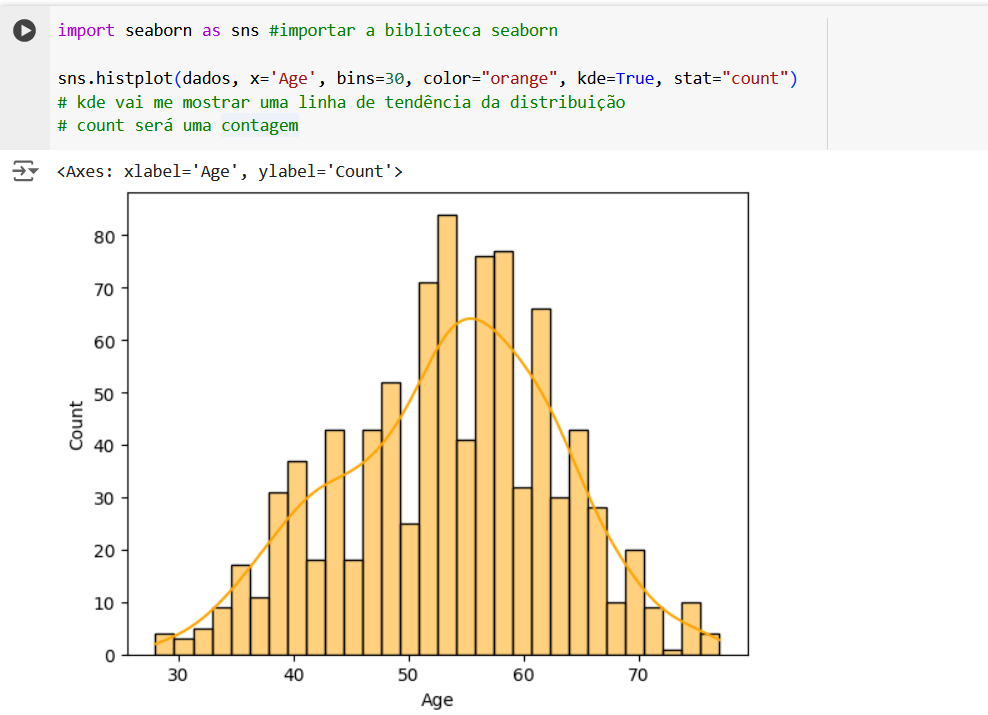 import seaborn as sns #importar a biblioteca seaborn
sns.histplot(dados, x='Age', bins=30, color="orange", kde=True, stat="count")
# kde vai me mostrar uma linha de tendência da distribuição
# count será uma contagem
<Axes: xlabel='Age', ylabel='Count'>
80
70
60
50
40
30
20
10
0
Count
30 40 50 60 70
Age